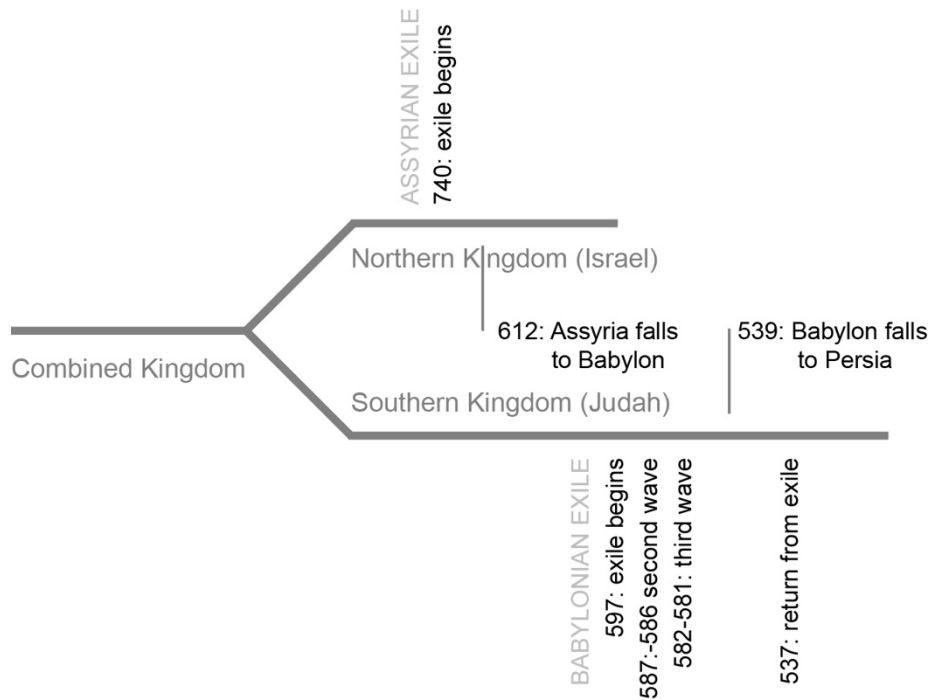 ASSYRIAN EXILE
740: exile begins
Northern Kingdom (Israel)
612: Assyria falls
to Babylon
539: Babylon falls
to Persia
Combined Kingdom
Southern Kingdom (Judah)
BABYLONIAN EXILE
597: exile begins
587:-586 second wave
582-581: third wave
537: return from exile